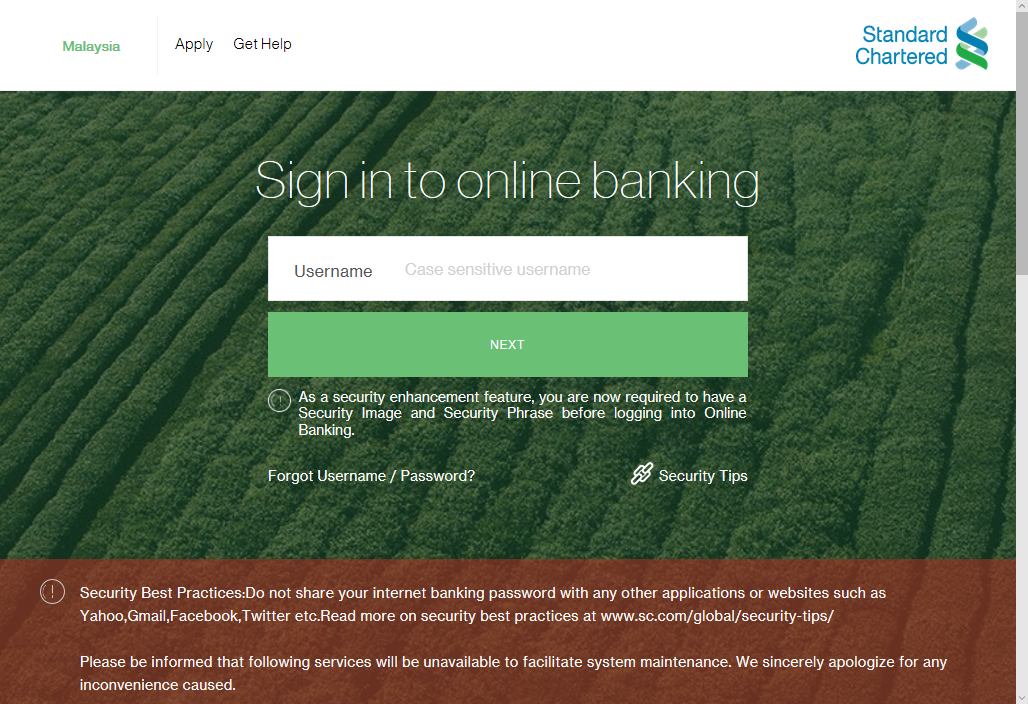 Malaysia
Apply
Get Help
Standard
Chartered
Sign in to online banking
Username
Case sensitive username
NEXT
As a security enhancement feature, you are now required to have a
Security Image and Security Phrase before logging into Online
Banking.
Forgot Username / Password?
Security Tips
Security Best Practices:Do not share your internet banking password with any other applications or websites such as
Yahoo,Gmail,Facebook,Twitter etc.Read more on security best practices at www.sc.com/global/security-tips/
Please be informed that following services will be unavailable to facilitate system maintenance. We sincerely apologize for any
inconvenience caused.